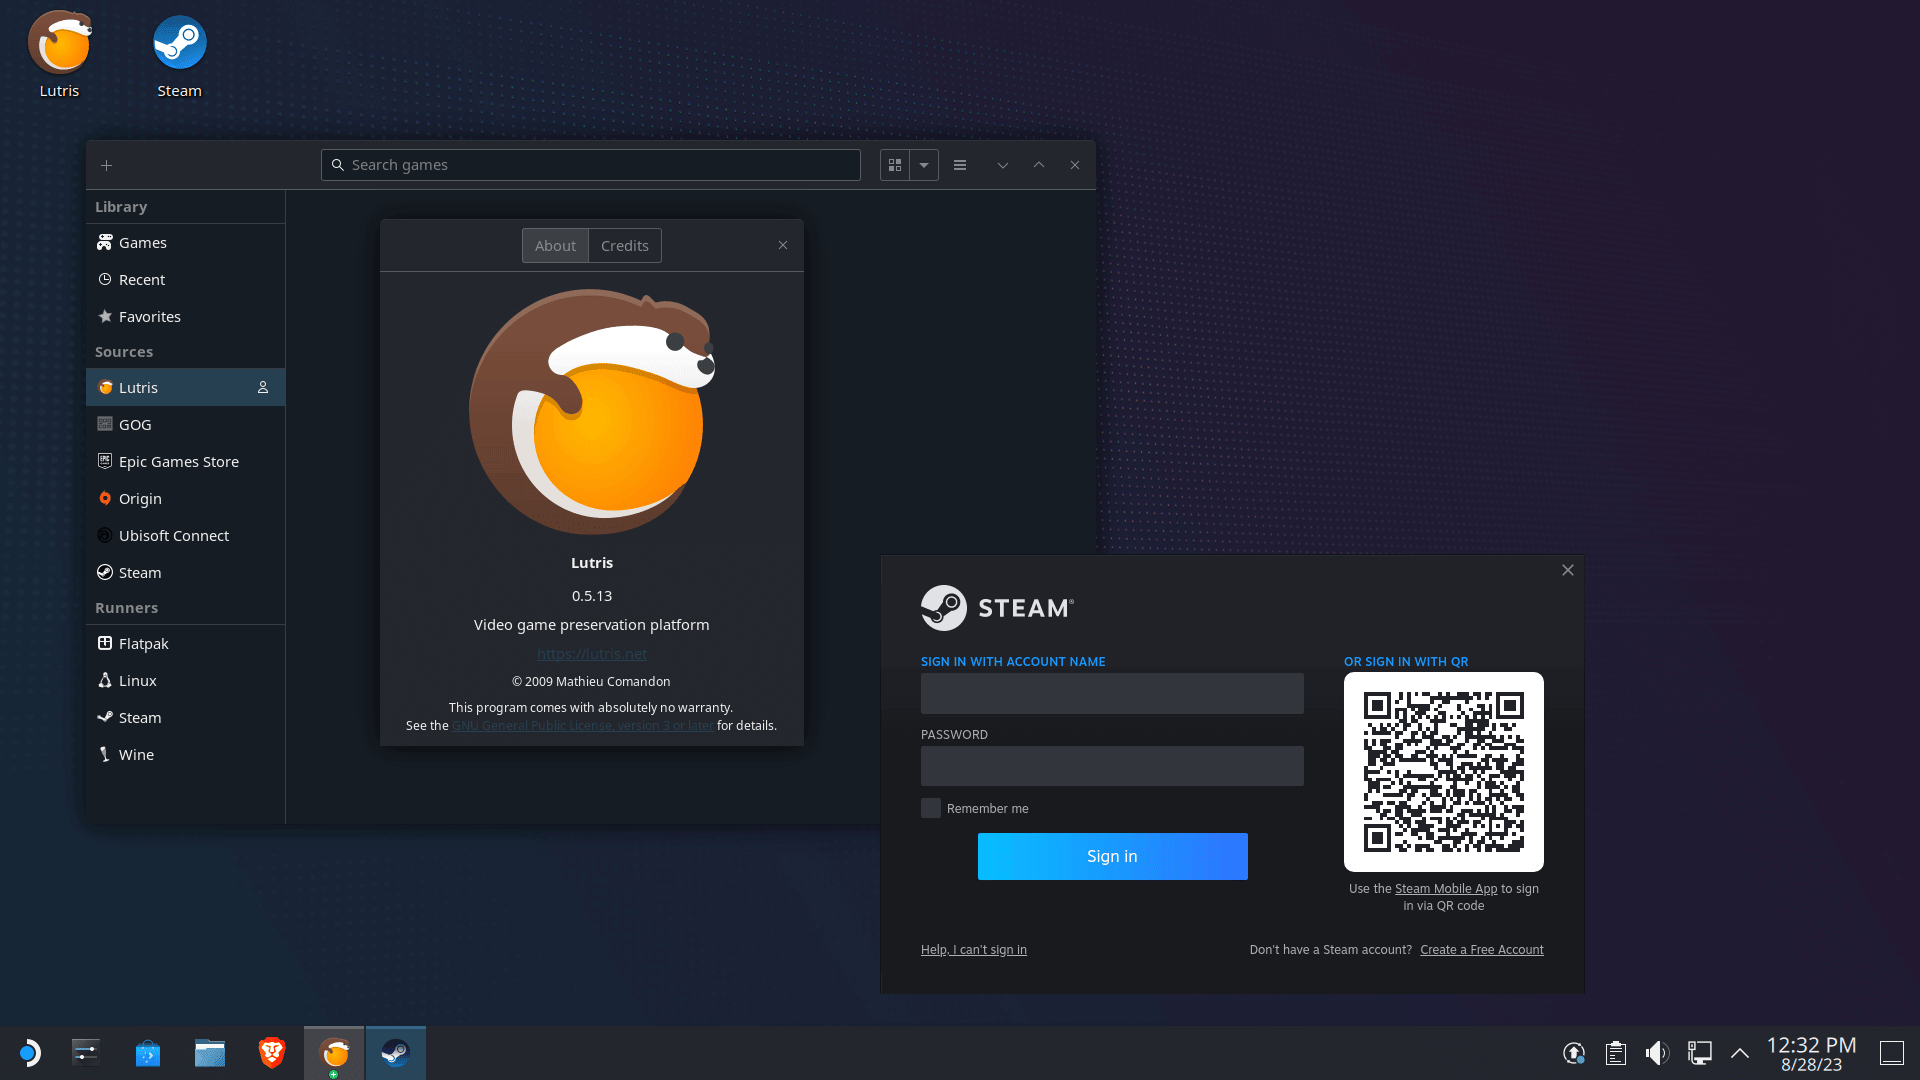 Lutris
Steam
Search games
Library
Games
Recent
Favorites
Sources
Lutris
GOG
Epic Games Store
Origin
Ubisoft Connect
Steam
Runners
Flatpak
Linux
Steam
Wine
About
Credits
Lutris
0.5.13
Video game preservation platform
https://lutris.net
© 2009 Mathieu Comandon
This program comes with absolutely no warranty.
See the GNU General Public License, version 3 or later for details.
STEAM®
SIGN IN WITH ACCOUNT NAME
PASSWORD
Remember me
Sign in
OR SIGN IN WITH QR
Use the Steam Mobile App to sign
in via QR code
Help, I can't sign in
Don't have a Steam account? Create a Free Account
12:32 PM
8/28/23